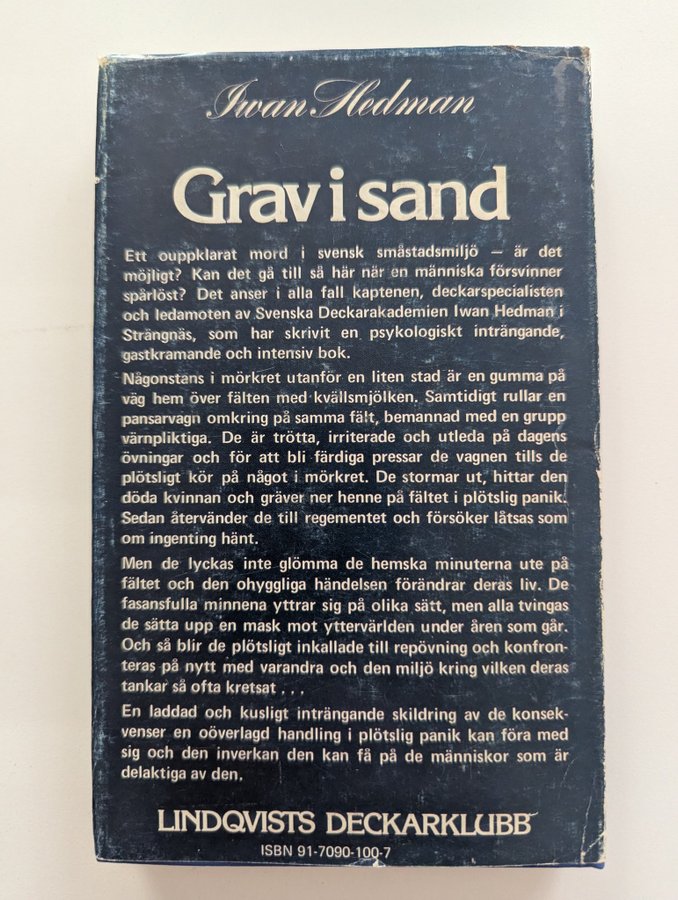 Iwan Hedman
Grav i sand
Ett ouppklarat mord i svensk småstadsmiljö — är det
möjligt? Kan det gå till så här när en människa försvinner
spårlöst? Det anser i alla fall kaptenen, deckarspecialisten
och ledamoten av Svenska Deckarakademien Iwan Hedman i
Strängnäs, som har skrivit en psykologiskt inträngande,
gastkramande och intensiv bok.
Någonstans i mörkret utanför en liten stad är en gumma på
väg hem över fälten med kvällsmjölken. Samtidigt rullar en
pansarvagn omkring på samma fält, bemannad med en grupp
värnpliktiga. De är trötta, irriterade och utleda på dagens
övningar och för att bli färdiga pressar de vagnen tills de
plötsligt kör på något i mörkret. De stormar ut, hittar den
döda kvinnan och gräver ner henne på fältet i plötslig panik.
Sedan återvänder de till regementet och försöker låtsas som
om ingenting hänt.
Men de lyckas inte glömma de hemska minuterna ute på
fältet och den ohyggliga händelsen förändrar deras liv. De
fasansfulla minnena yttrar sig på olika sätt, men alla tvingas
de sätta upp en mask mot yttervärlden under åren som går.
Och så blir de plötsligt inkallade till repövning och konfron-
teras på nytt med varandra och den miljö kring vilken deras
tankar så ofta kretsat . . .
En laddad och kusligt inträngande skildring av de konsek-
venser en oöverlagd handling i plötslig panik kan föra med
sig och den inverkan den kan få på de människor som är
delaktiga av den.
LINDQVISTS DECKARKLUBB
ISBN 91-7090-100-7